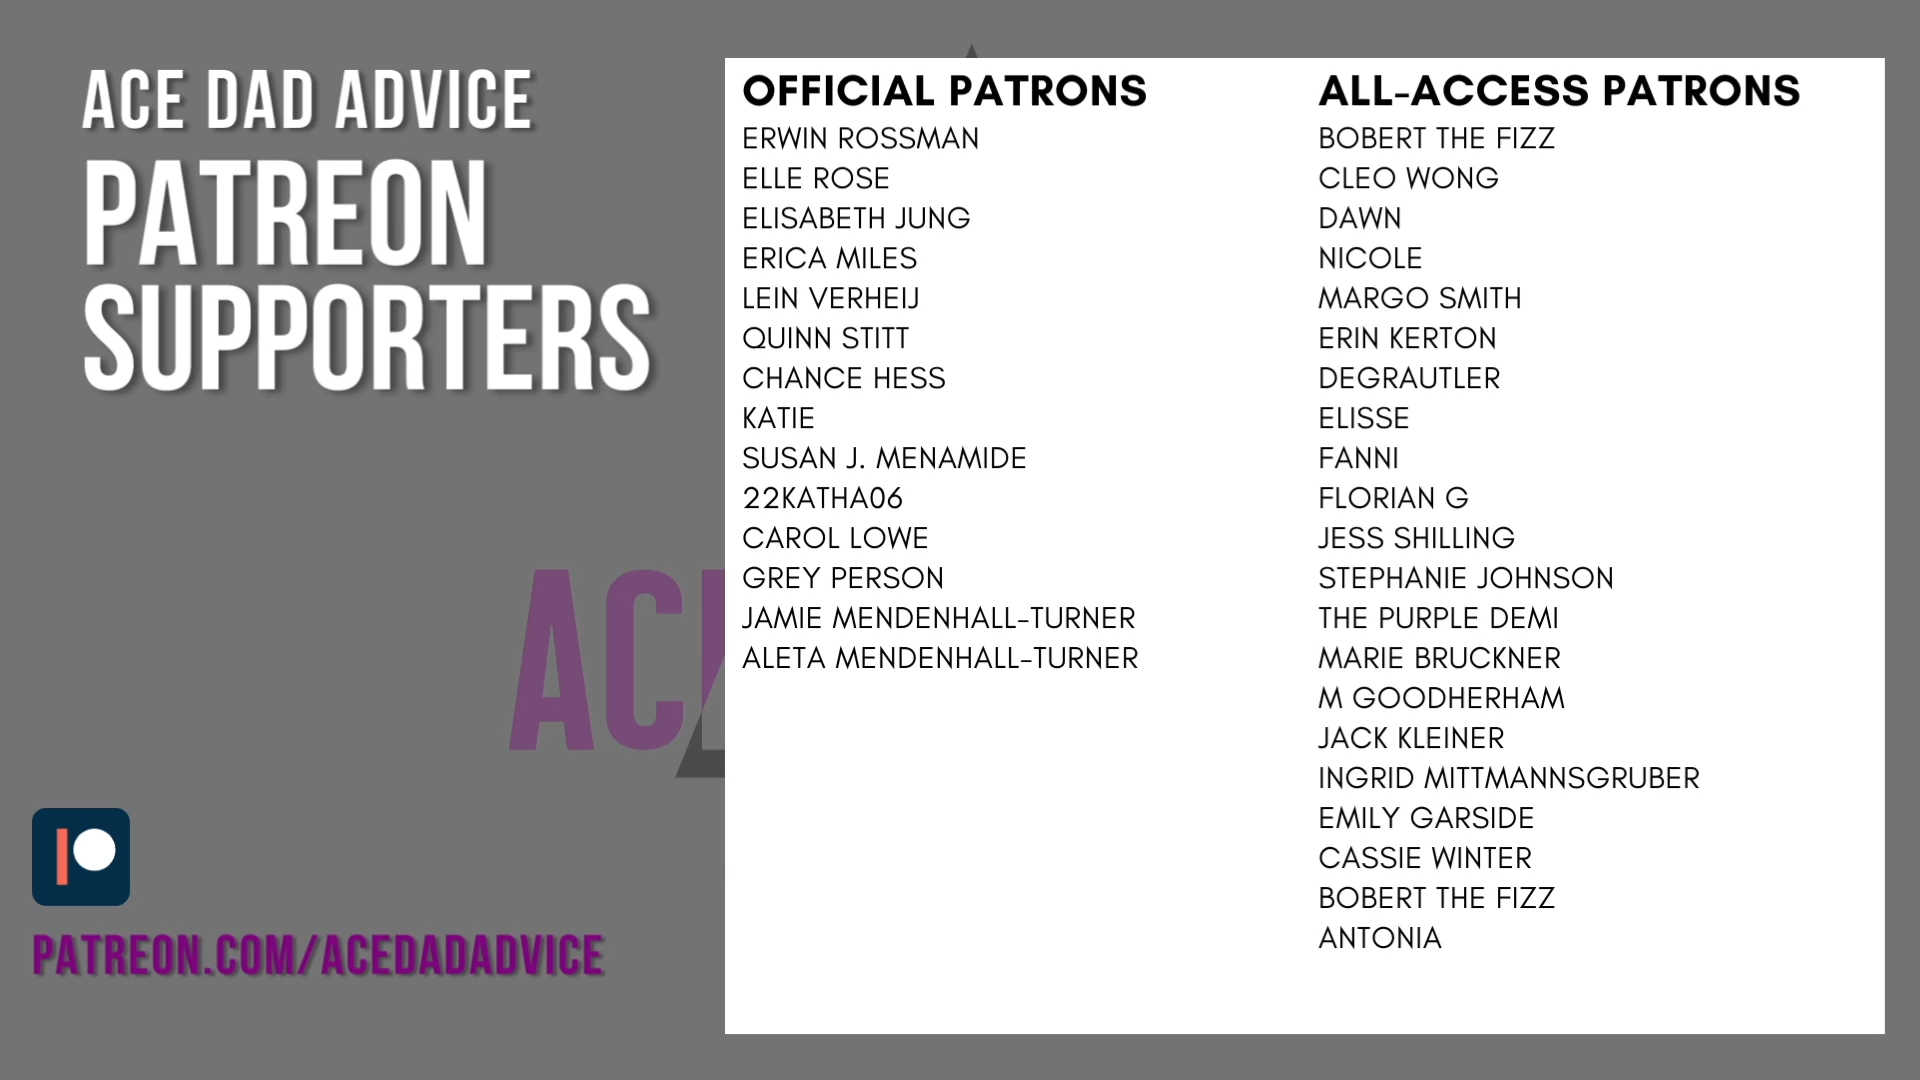 ACE DAD ADVICE
PATREON
SUPPORTERS
AC
PATREON.COM/ACEDADADVICE
OFFICIAL PATRONS
ERWIN ROSSMAN
ELLE ROSE
ELISABETH JUNG
ERICA MILES
LEIN VERHEIJ
QUINN STITT
CHANCE HESS
KATIE
SUSAN J. MENAMIDE
22KATHA06
CAROL LOWE
GREY PERSON
JAMIE MENDENHALL-TURNER
ALETA MENDENHALL-TURNER
ALL-ACCESS PATRONS
BOBERT THE FIZZ
CLEO WONG
DAWN
NICOLE
MARGO SMITH
ERIN KERTON
DEGRAUTLER
ELISSE
FANNI
FLORIAN G
JESS SHILLING
STEPHANIE JOHNSON
THE PURPLE DEMI
MARIE BRUCKNER
M GOODHERHAM
JACK KLEINER
INGRID MITTMANNSGRUBER
EMILY GARSIDE
CASSIE WINTER
BOBERT THE FIZZ
ANTONIA